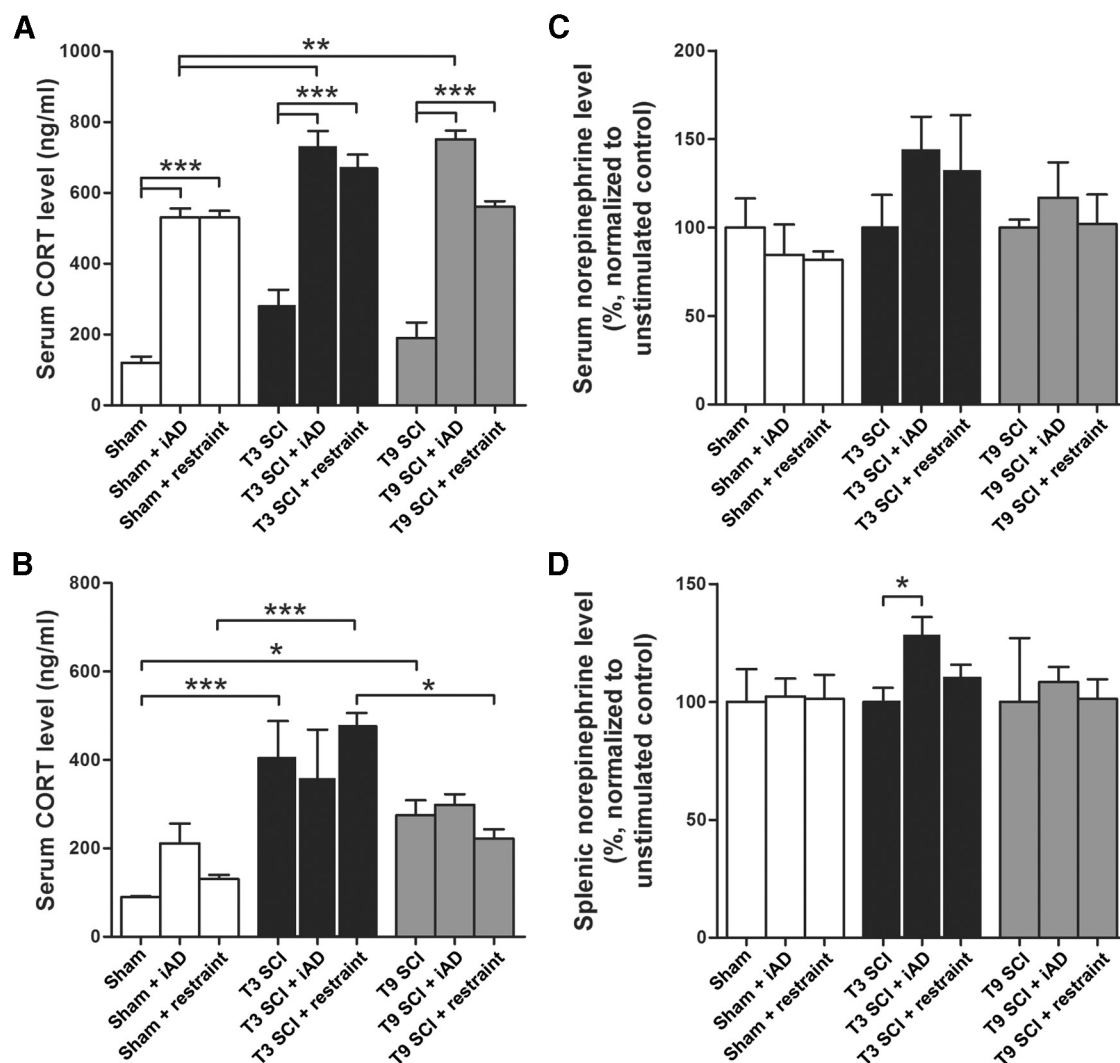 A
Serum CORT level (ng/ml)
1000
800
600
400
200
0
**
***
***
***
Sham
Sham + iAD
Sham + restraint
T3 SCI
T3 SCI + iAD
T3 SCI + restraint
T9 SCI
T9 SCI + iAD
T9 SCI + restraint
C
Serum norepinephrine level
(%, normalized to
unstimulated control)
200
150
100
50
0
Sham
Sham + iAD
Sham + restraint
T3 SCI
T3 SCI + iAD
T3 SCI + restraint
T9 SCI
T9 SCI + iAD
T9 SCI + restraint
B
Serum CORT level (ng/ml)
800
600
400
200
0
***
*
***
*
Sham
Sham + iAD
Sham + restraint
T3 SCI
T3 SCI + iAD
T3 SCI + restraint
T9 SCI
T9 SCI + iAD
T9 SCI + restraint
D
Splenic norepinephrine level
(%, normalized to
unstimulated control)
150
100
50
0
*
Sham
Sham + iAD
Sham + restraint
T3 SCI
T3 SCI + iAD
T3 SCI + restraint
T9 SCI
T9 SCI + iAD
T9 SCI + restraint